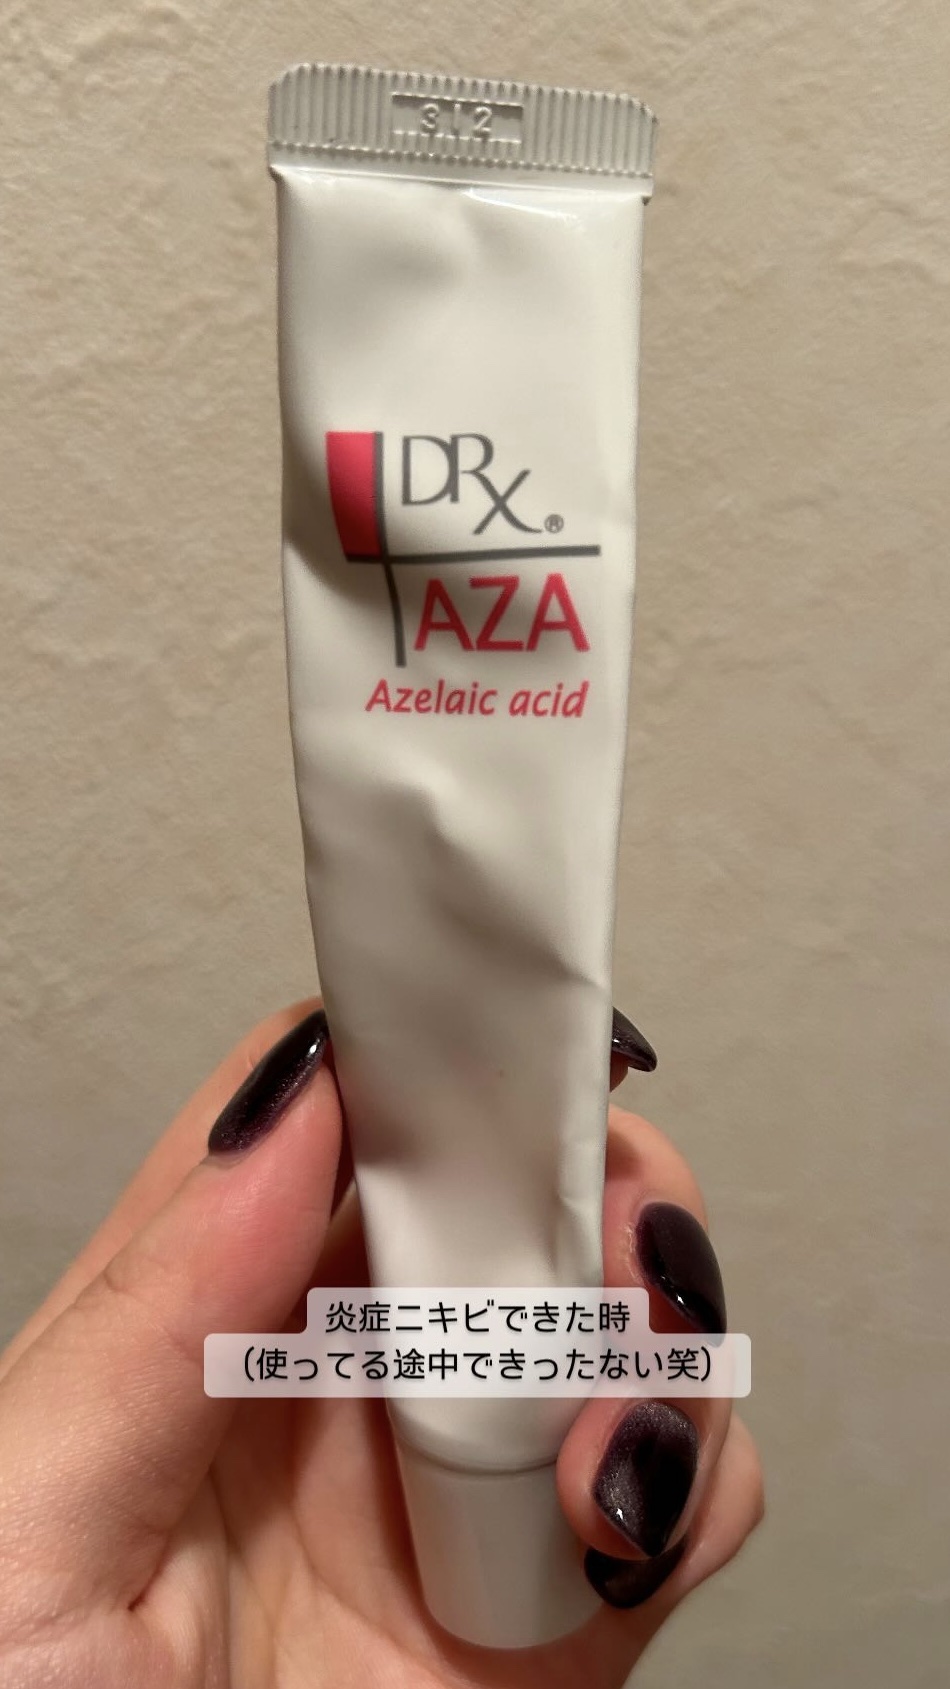 312
DRX®
AZA
Azelaic acid
炎症ニキビできた時
（使ってる途中できったない笑）